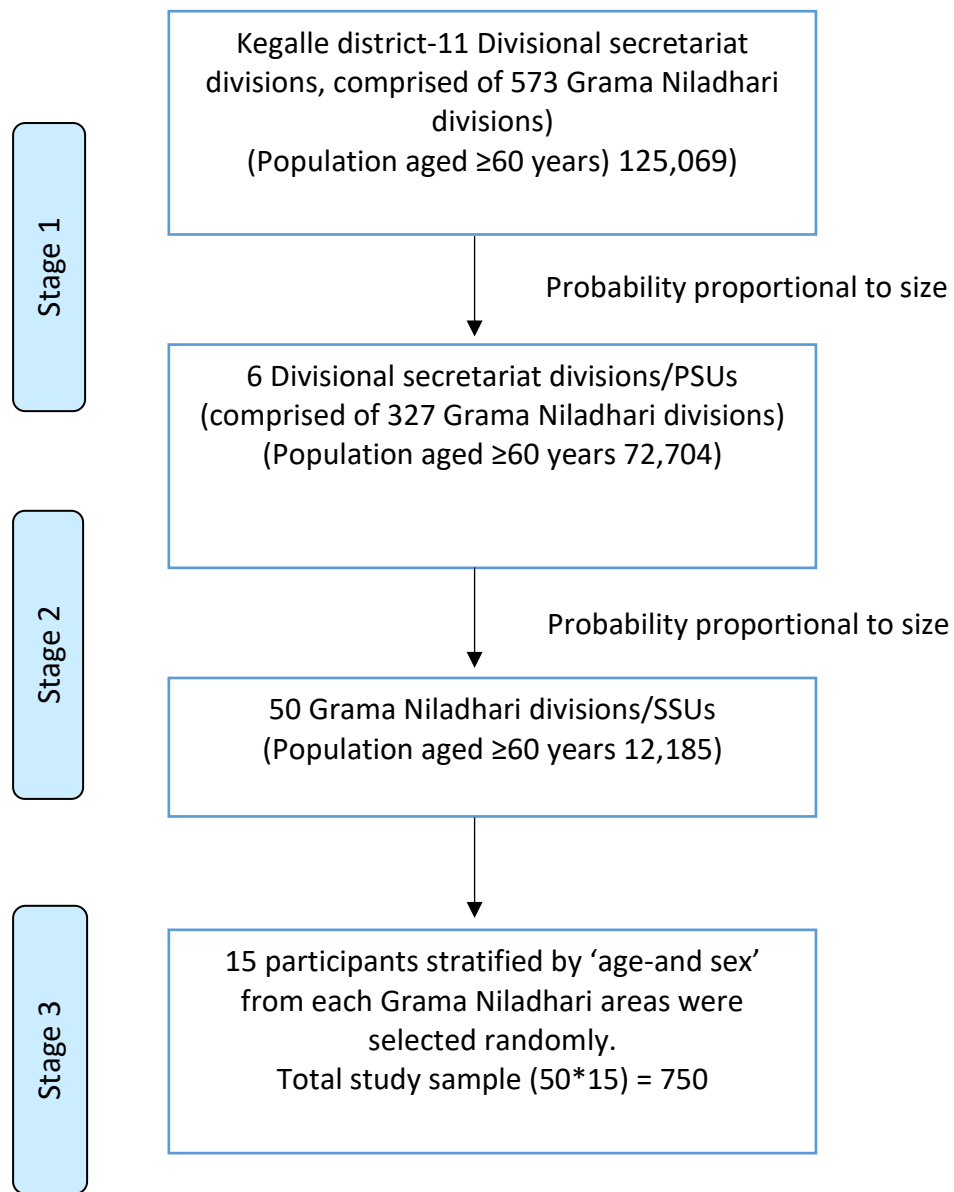 Kegalle district-11 Divisional secretariat
divisions, comprised of 573 Grama Niladhari
divisions)
(Population aged ≥60 years) 125,069)
Stage 1
Probability proportional to size
6 Divisional secretariat divisions/PSUs
(comprised of 327 Grama Niladhari divisions)
(Population aged ≥60 years 72,704)
Stage 2
Probability proportional to size
50 Grama Niladhari divisions/SSUs
(Population aged ≥60 years 12,185)
Stage 3
15 participants stratified by ‘age-and sex’
from each Grama Niladhari areas were
selected randomly.
Total study sample (50*15) = 750